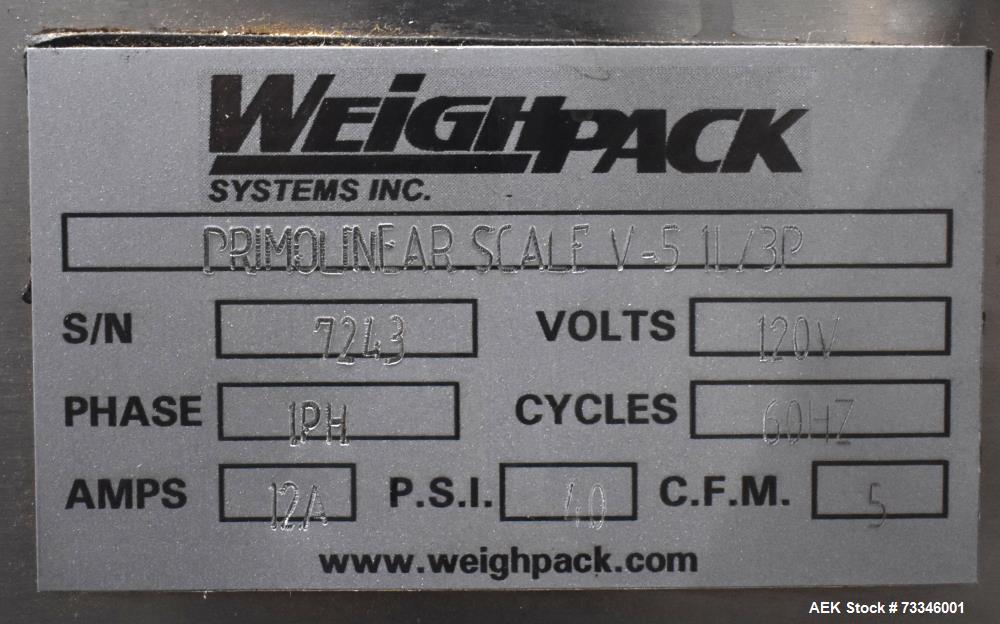 WEiGHPACK
SYSTEMS INC.
PRIMOLINEAR SCALE V-5 1L/3P
S/N 7243 VOLTS 120V
PHASE 1PH CYCLES 60HZ
AMPS 12A P.S.I. 40 C.F.M. 5
www.weighpack.com
AEK Stock # 73346001